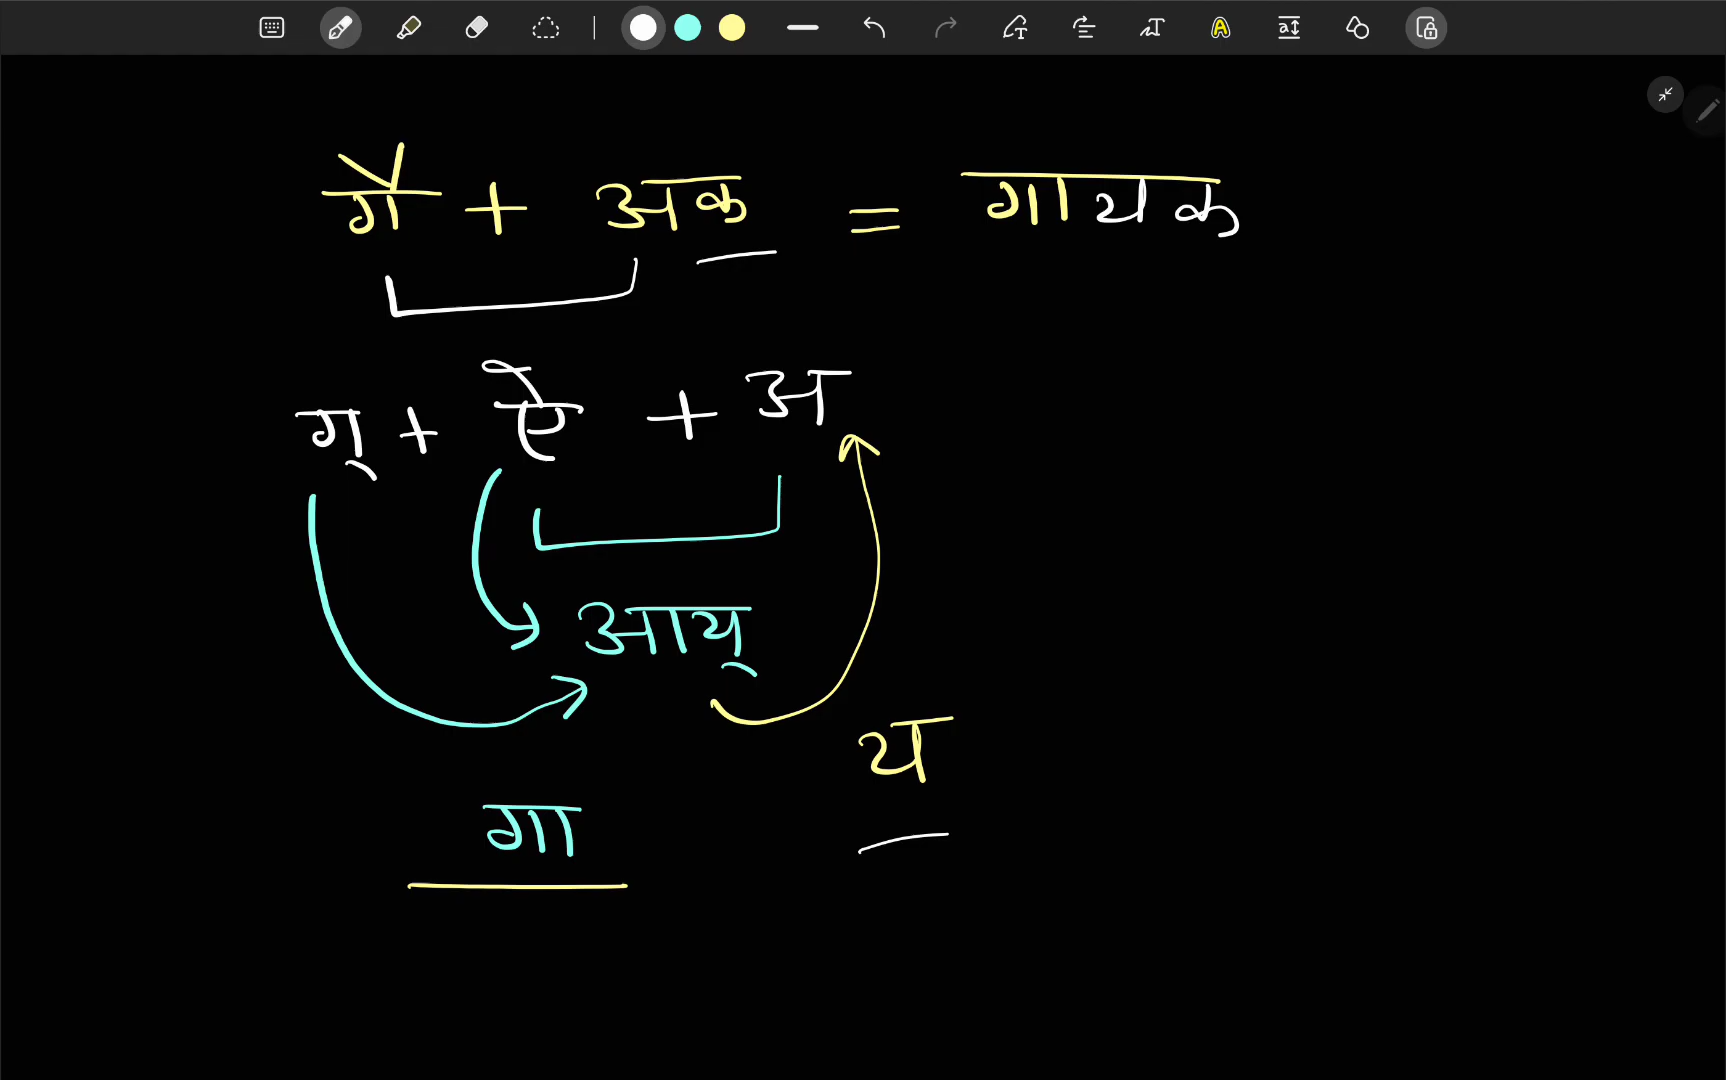 गै + अक = गायक
ग् + ऐ + अ
आय्
य
गा